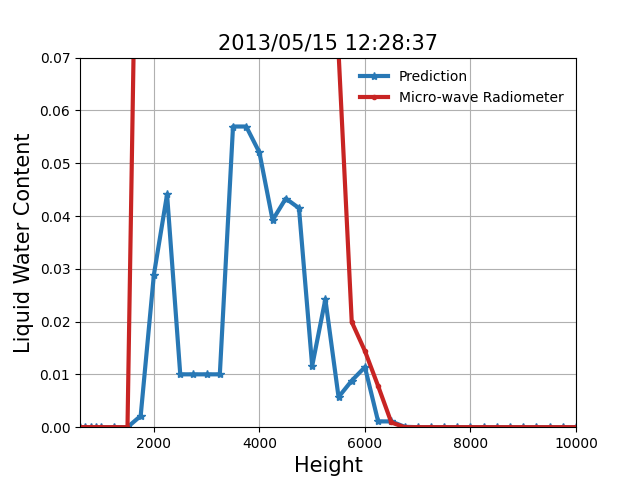 2013/05/15 12:28:37
Prediction
Micro-wave Radiometer
0.07
0.06
0.05
0.04
0.03
0.02
0.01
0.00
Liquid Water Content
2000 4000 6000 8000 10000
Height